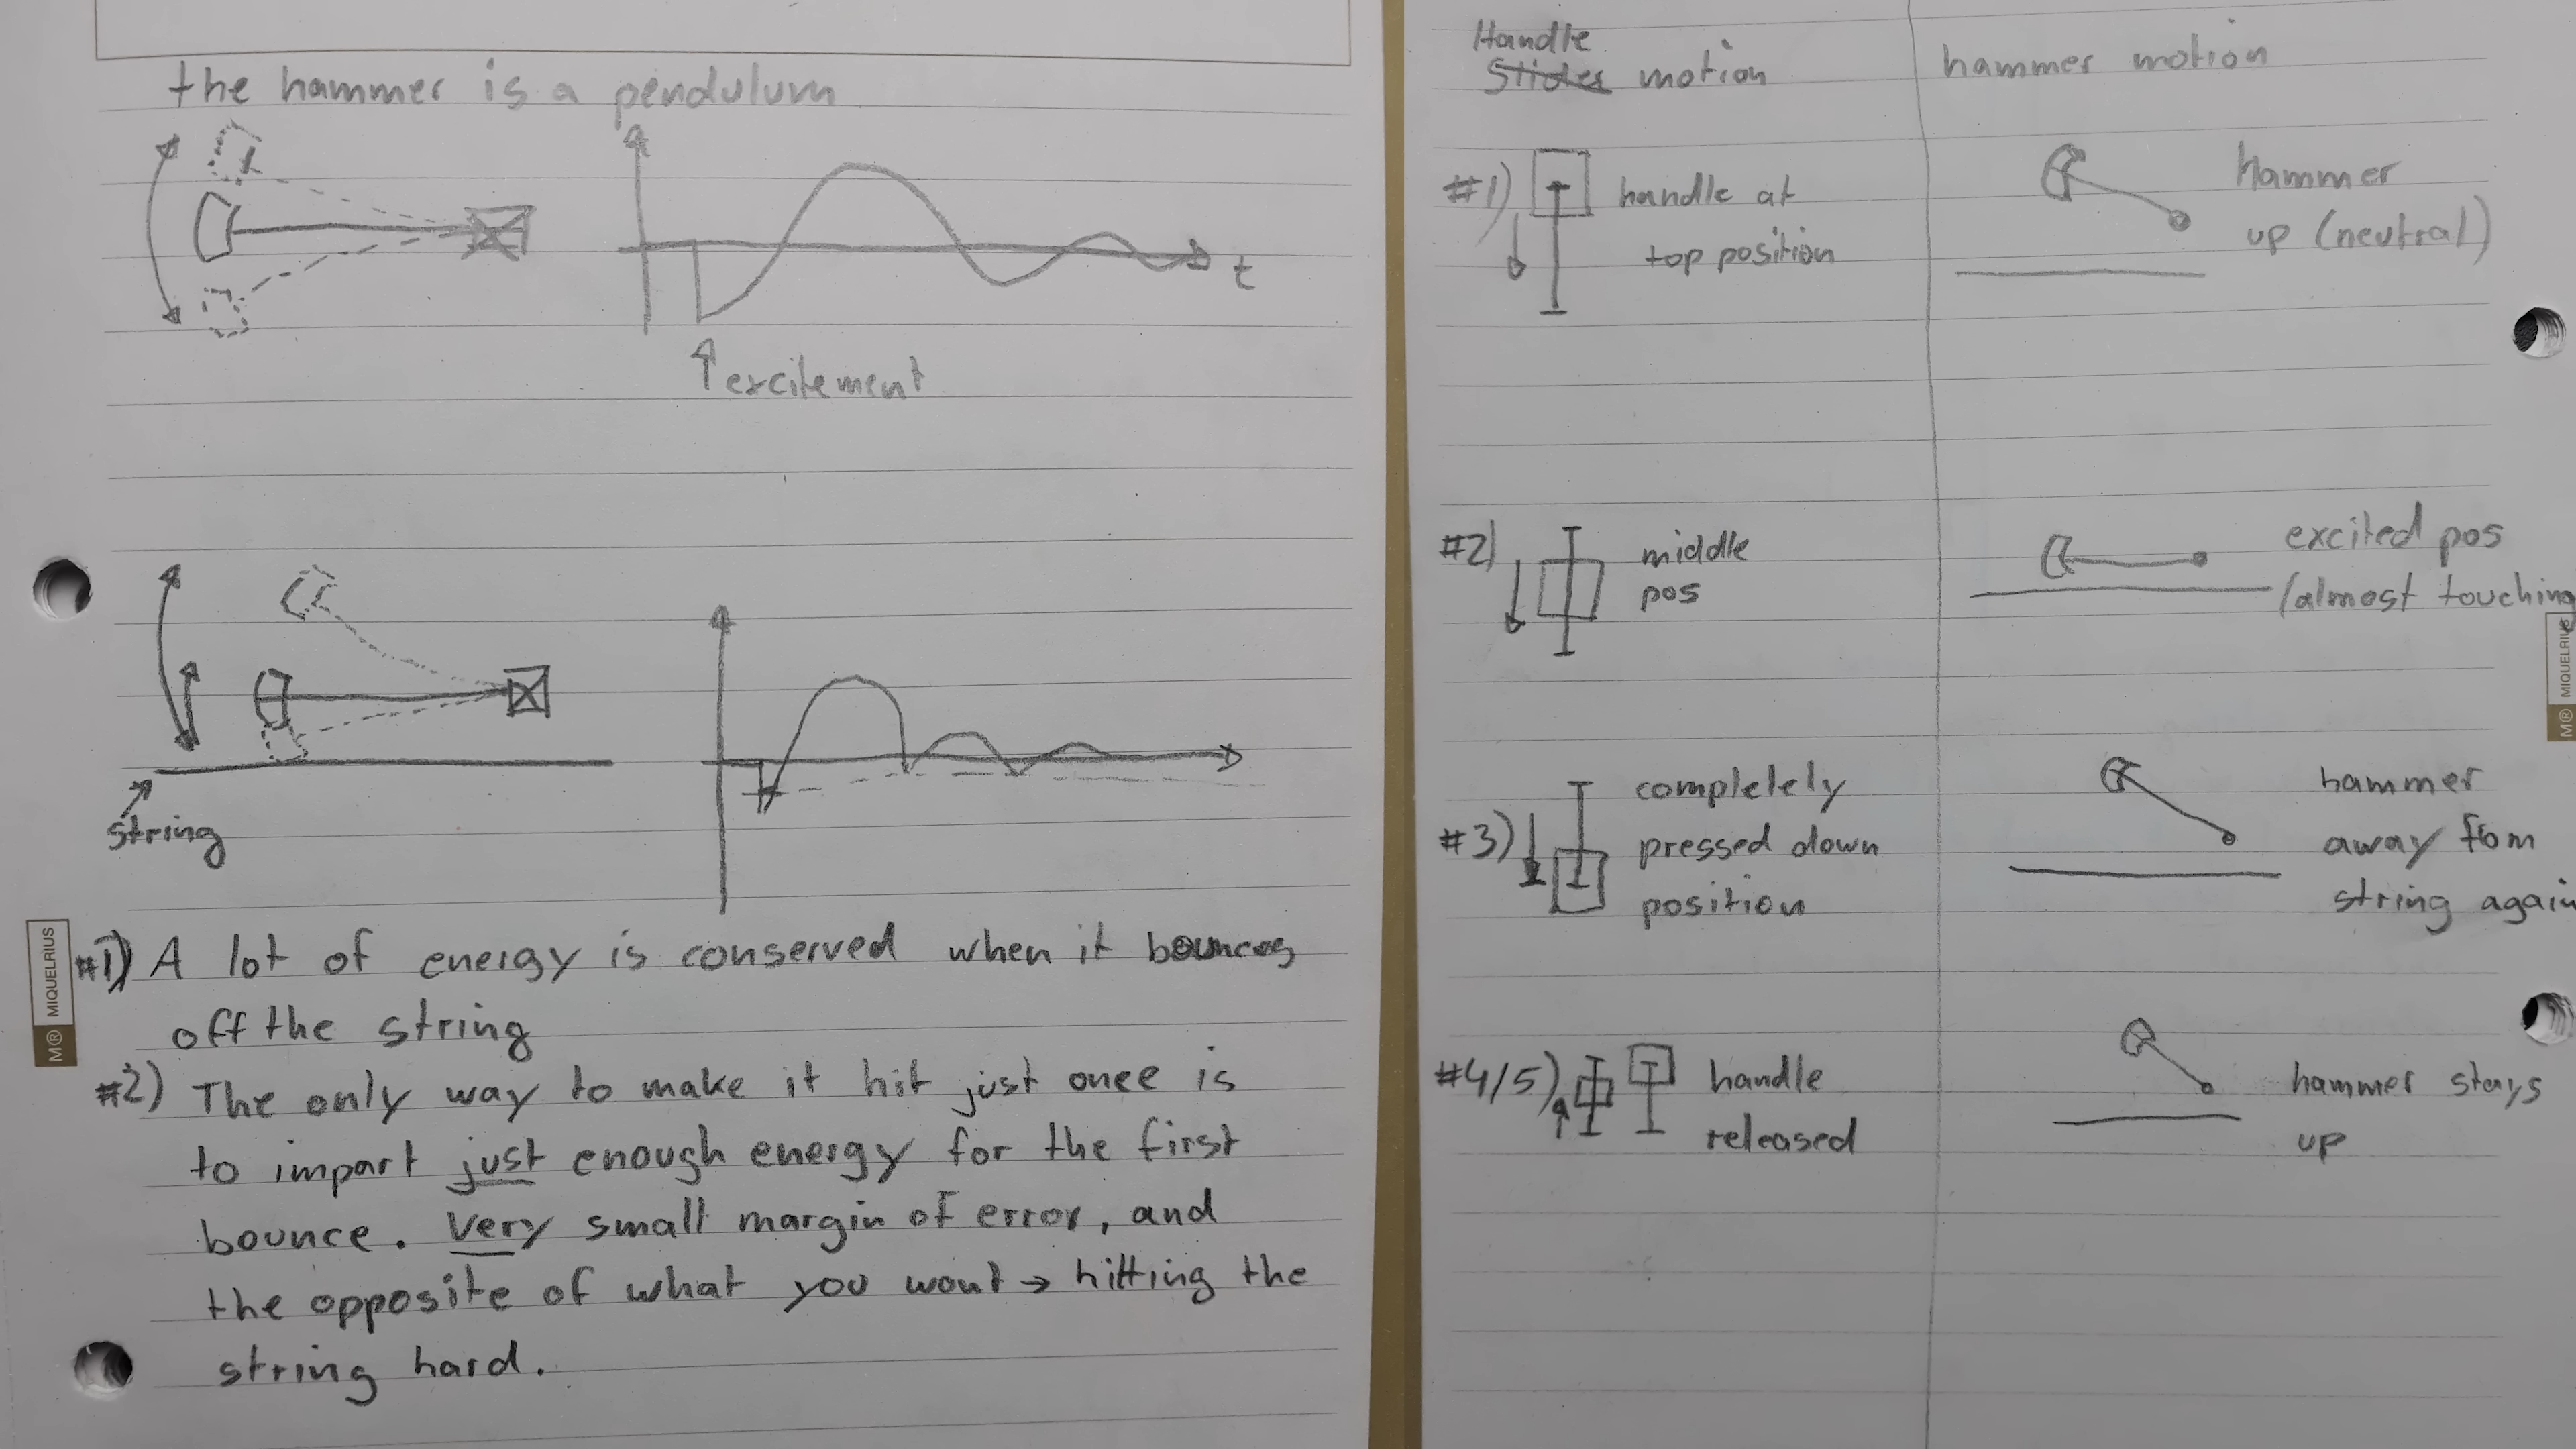 the hammer is a pendulum
t
excitement
string
#1) A lot of energy is conserved when it bounces
off the string
#2) The only way to make it hit just once is
to impart just enough energy for the first
bounce. Very small margin of error, and
the opposite of what you want → hitting the
string hard.
M® MIQUELRIUS
Handle
motion
hammer motion
#1) handle at
top position
hammer
up (neutral)
#2) middle
pos
excited pos
(almost touching
#3) completely
pressed down
position
hammer
away from
string again
#4/5) handle
released
hammer stays
up
M® MIQUELRIUS